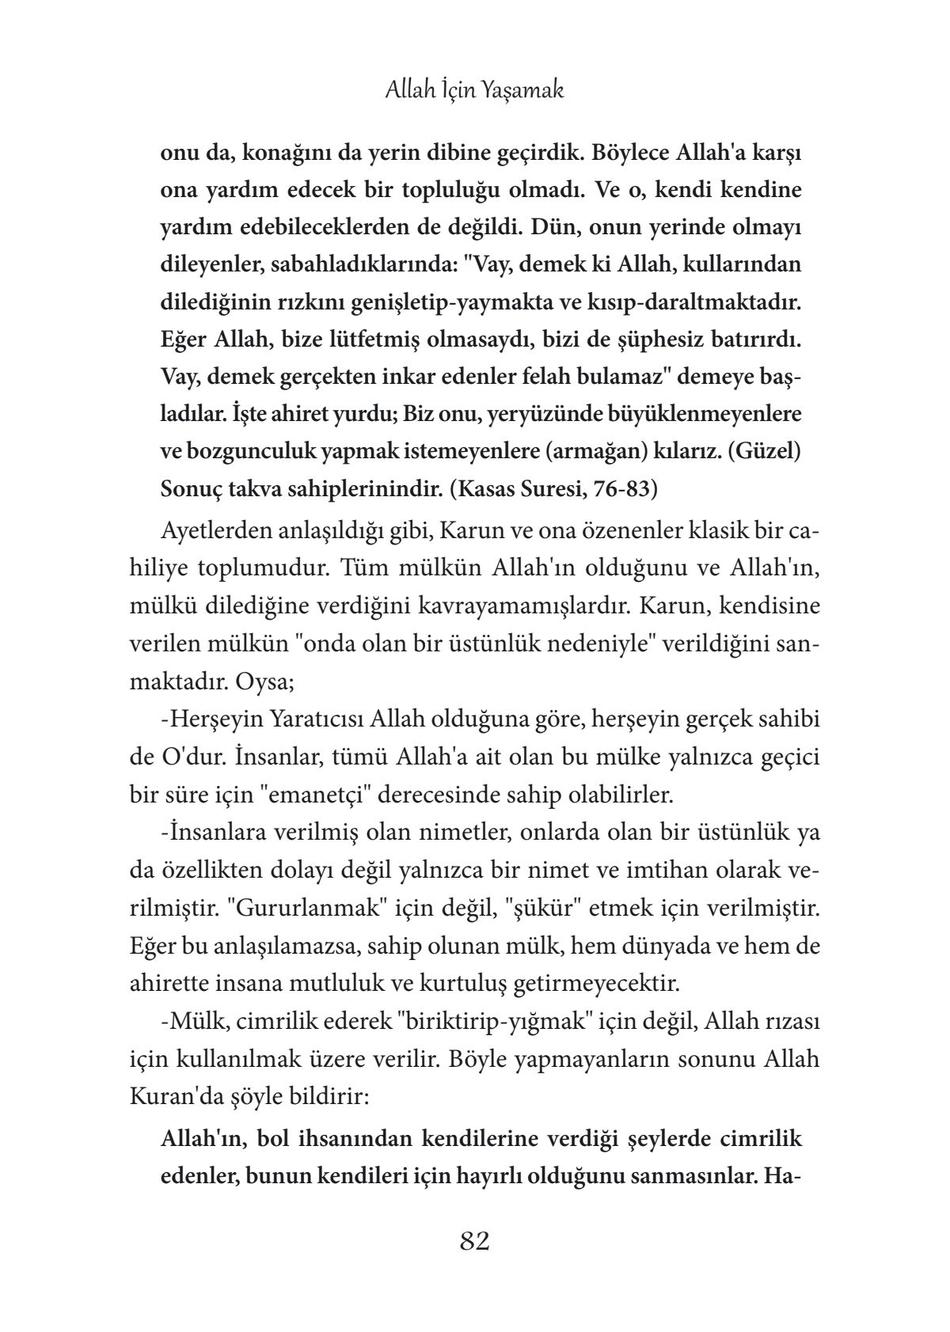 Allah İçin Yaşamak
onu da, konağını da yerin dibine geçirdik. Böylece Allah'a karşı
ona yardım edecek bir topluluğu olmadı. Ve o, kendi kendine
yardım edebileceklerden de değildi. Dün, onun yerinde olmayı
dileyenler, sabahladıklarında: "Vay, demek ki Allah, kullarından
dilediğinin rızkını genişletip-yaymakta ve kısıp-daraltmaktadır.
Eğer Allah, bize lütfetmiş olmasaydı, bizi de şüphesiz batırırdı.
Vay, demek gerçekten inkar edenler felah bulamaz" demeye baş-
ladılar. İşte ahiret yurdu; Biz onu, yeryüzünde büyüklenmeyenlere
ve bozgunculuk yapmak istemeyenlere (armağan) kılarız. (Güzel)
Sonuç takva sahiplerinindir. (Kasas Suresi, 76-83)
Ayetlerden anlaşıldığı gibi, Karun ve ona özenenler klasik bir ca-
hiliye toplumudur. Tüm mülkün Allah'ın olduğunu ve Allah'ın,
mülkü dilediğine verdiğini kavrayamamışlardır. Karun, kendisine
verilen mülkün "onda olan bir üstünlük nedeniyle" verildiğini san-
maktadır. Oysa;
-Herşeyin Yaratıcısı Allah olduğuna göre, herşeyin gerçek sahibi
de O'dur. İnsanlar, tümü Allah'a ait olan bu mülke yalnızca geçici
bir süre için "emanetçi" derecesinde sahip olabilirler.
-İnsanlara verilmiş olan nimetler, onlarda olan bir üstünlük ya
da özellikten dolayı değil yalnızca bir nimet ve imtihan olarak ve-
rilmiştir. "Gururlanmak" için değil, "şükür" etmek için verilmiştir.
Eğer bu anlaşılamazsa, sahip olunan mülk, hem dünyada ve hem de
ahirette insana mutluluk ve kurtuluş getirmeyecektir.
-Mülk, cimrilik ederek "biriktirip-yığmak" için değil, Allah rızası
için kullanılmak üzere verilir. Böyle yapmayanların sonunu Allah
Kuran'da şöyle bildirir:
Allah'ın, bol ihsanından kendilerine verdiği şeylerde cimrilik
edenler, bunun kendileri için hayırlı olduğunu sanmasınlar. Ha-
82